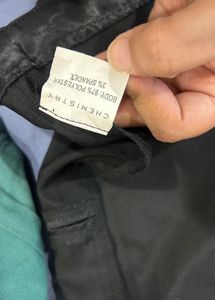 CHEMISTRY
BODY: 97% POLYESTER
3% SPANDEX